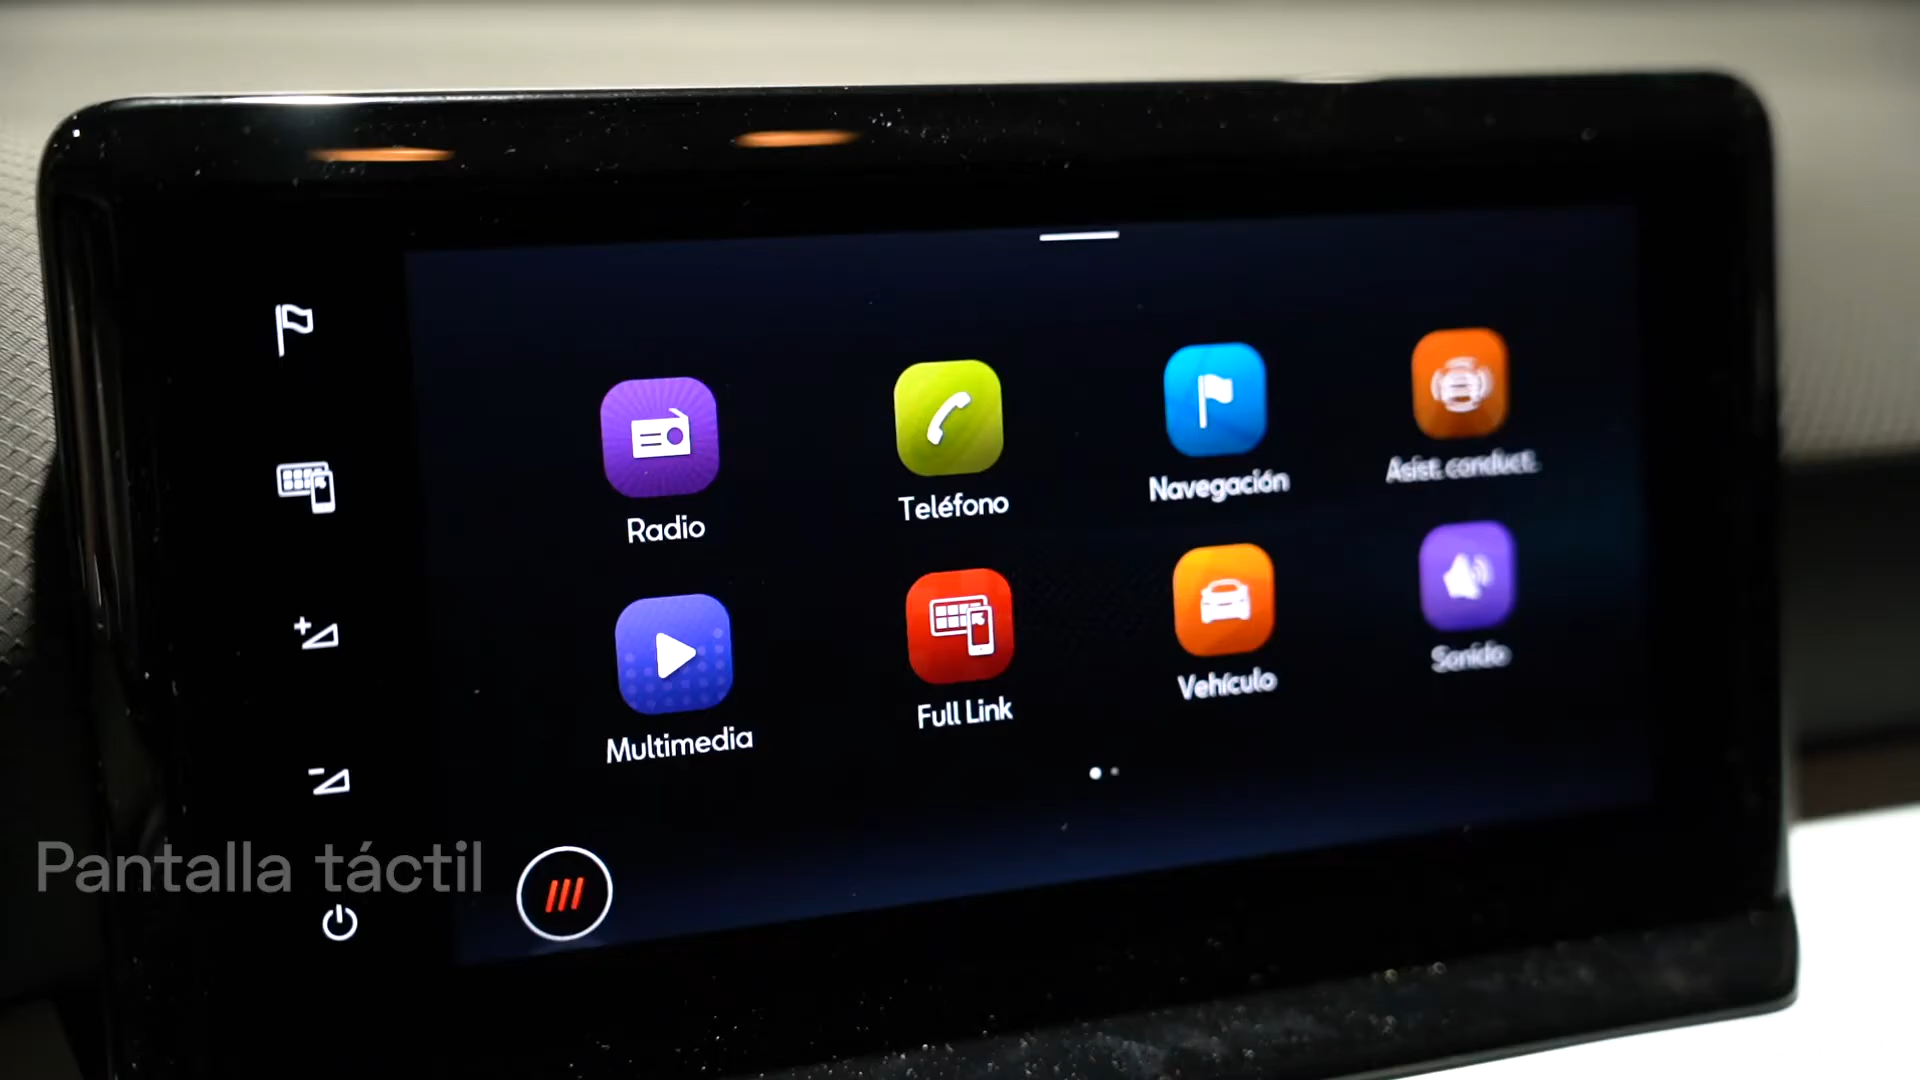 Radio
Teléfono
Navegación
Asist. conduct.
Multimedia
Full Link
Vehículo
Sonido
Pantalla táctil